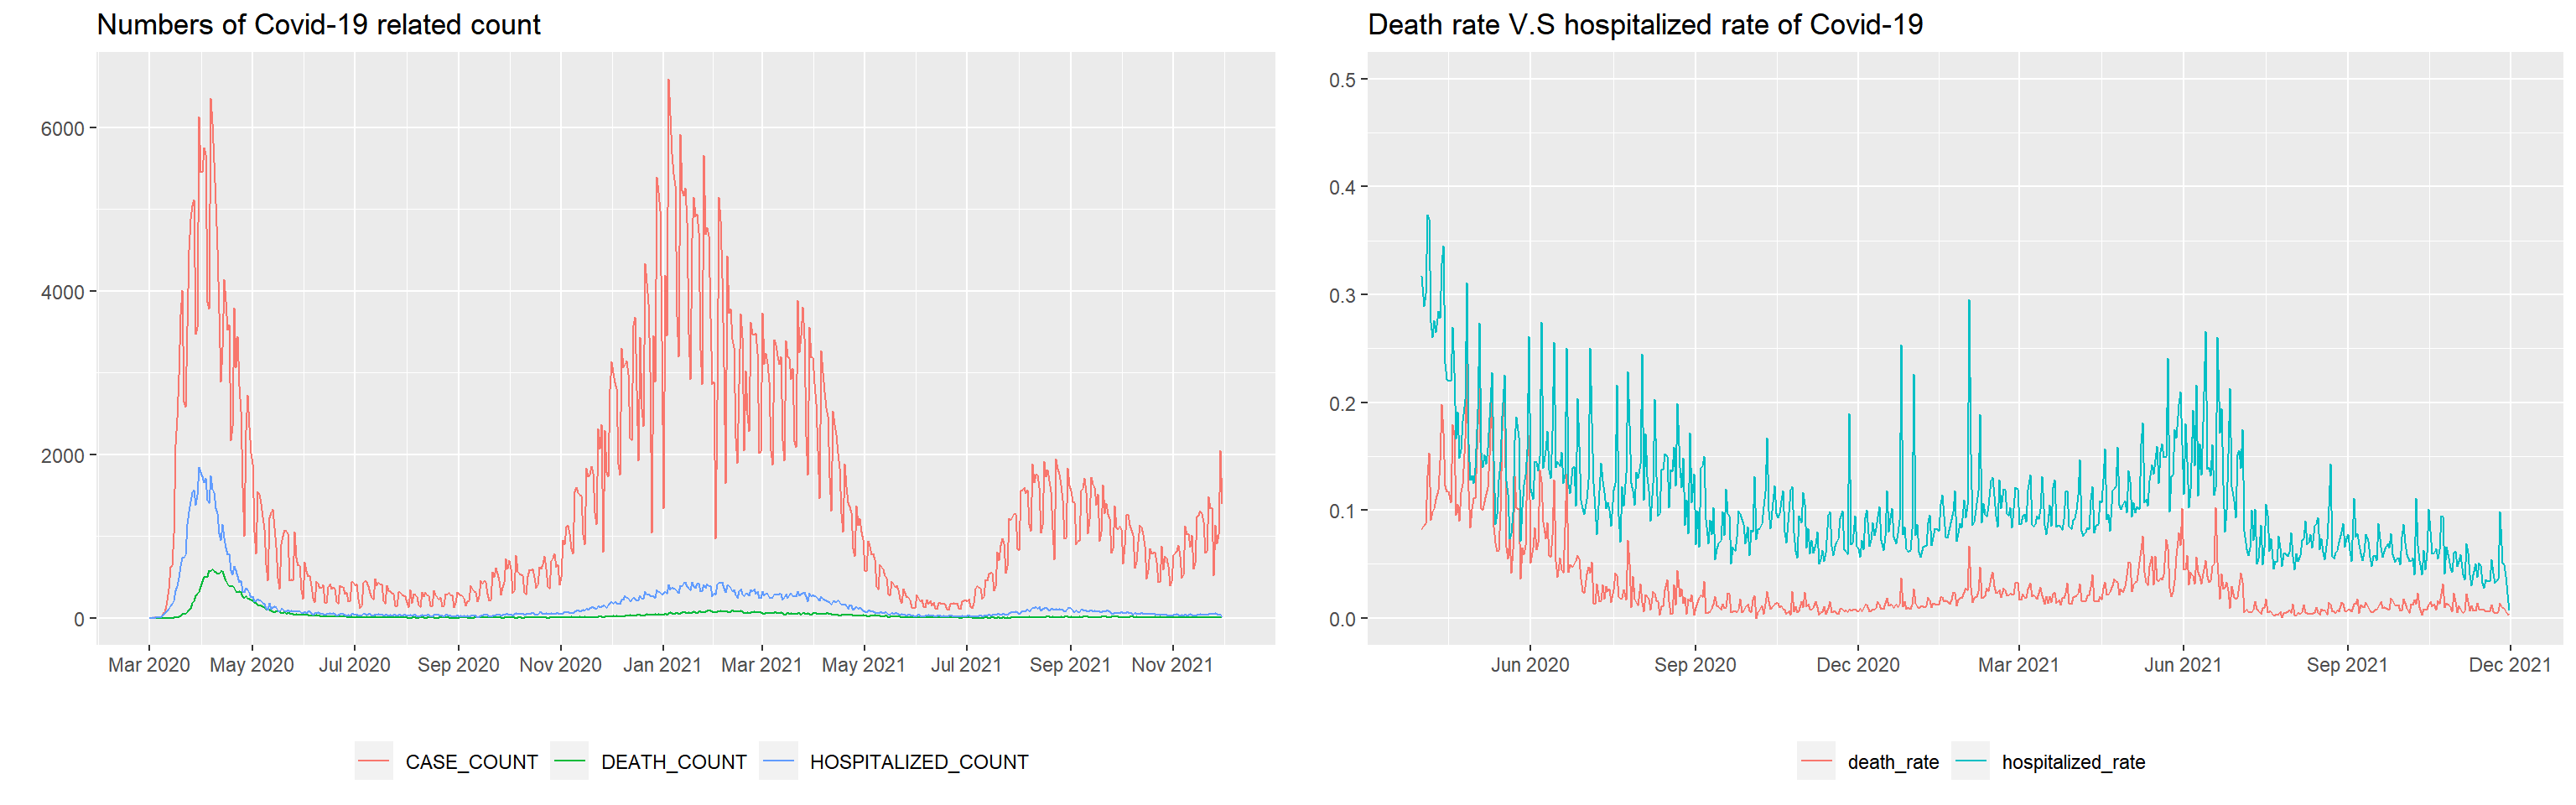 Numbers of Covid-19 related count
6000
4000
2000
0
Mar 2020 May 2020 Jul 2020 Sep 2020 Nov 2020 Jan 2021 Mar 2021 May 2021 Jul 2021 Sep 2021 Nov 2021
CASE_COUNT DEATH_COUNT HOSPITALIZED_COUNT
Death rate V.S hospitalized rate of Covid-19
0.5
0.4
0.3
0.2
0.1
0.0
Jun 2020 Sep 2020 Dec 2020 Mar 2021 Jun 2021 Sep 2021 Dec 2021
death_rate hospitalized_rate